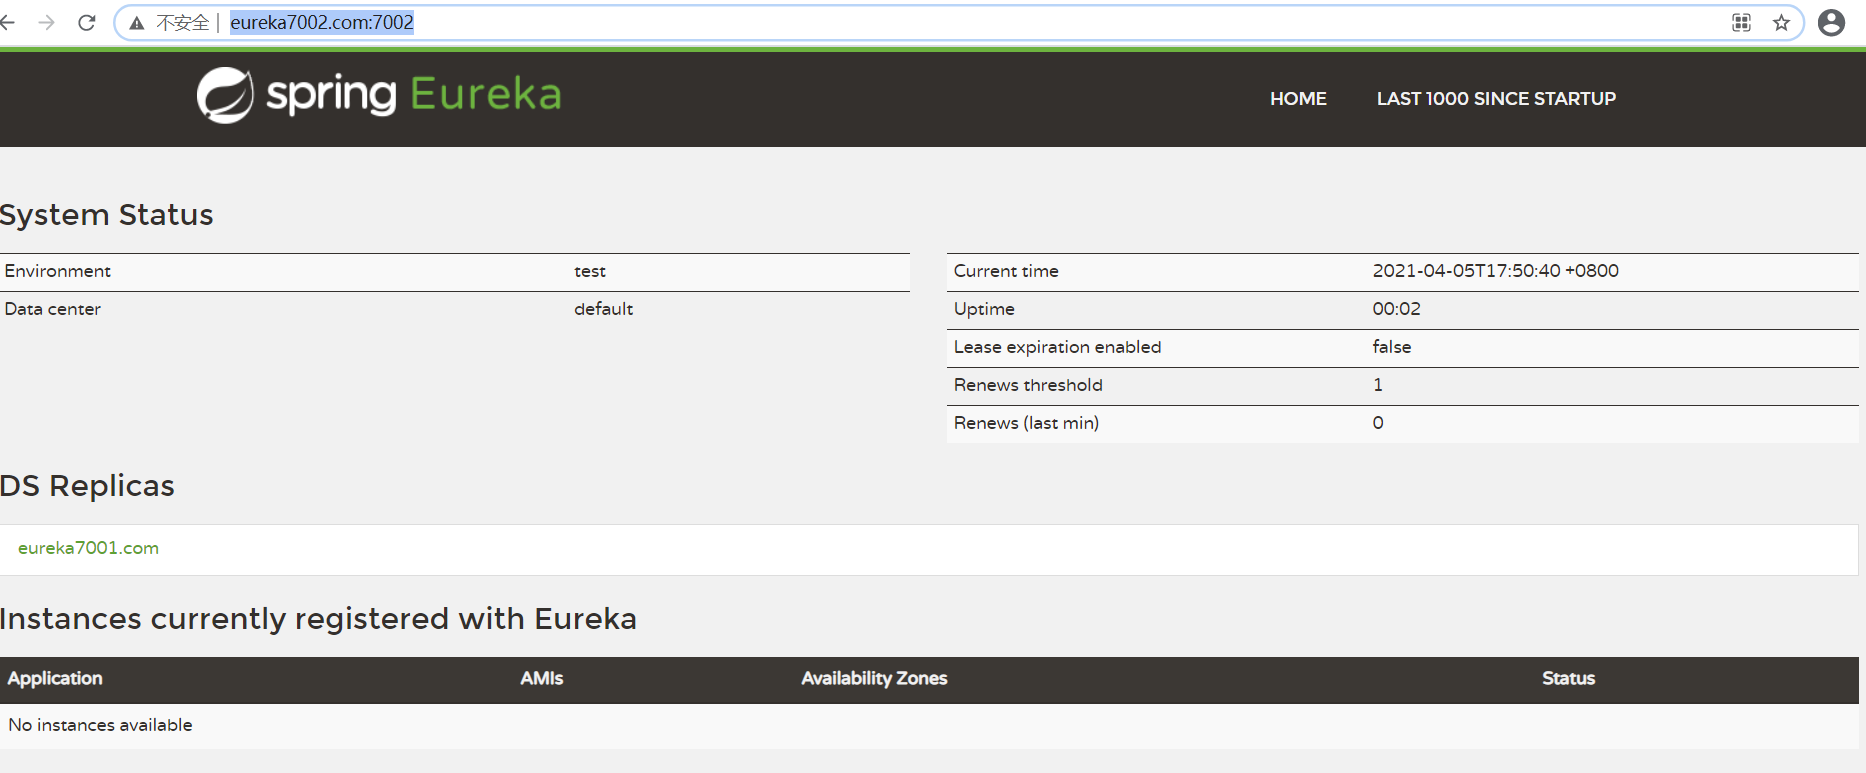 不安全 | eureka7002.com:7002
spring Eureka
HOME LAST 1000 SINCE STARTUP
System Status
Environment test
Data center default
Current time 2021-04-05T17:50:40 +0800
Uptime 00:02
Lease expiration enabled false
Renews threshold 1
Renews (last min) 0
DS Replicas
eureka7001.com
Instances currently registered with Eureka
Application AMIs Availability Zones Status
No instances available